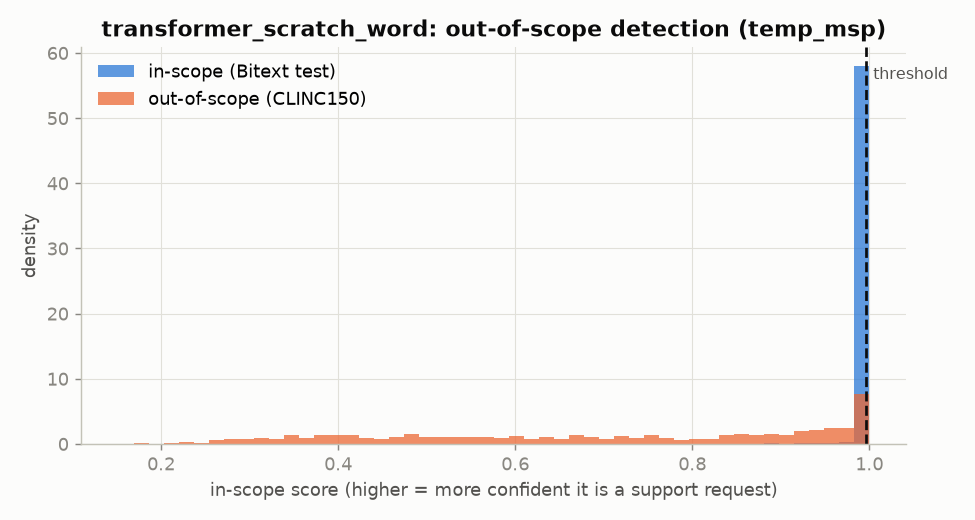 transformer_scratch_word: out-of-scope detection (temp_msp)
in-scope (Bitext test)
out-of-scope (CLINC150)
threshold
density
60
50
40
30
20
10
0
0.2 0.4 0.6 0.8 1.0
in-scope score (higher = more confident it is a support request)